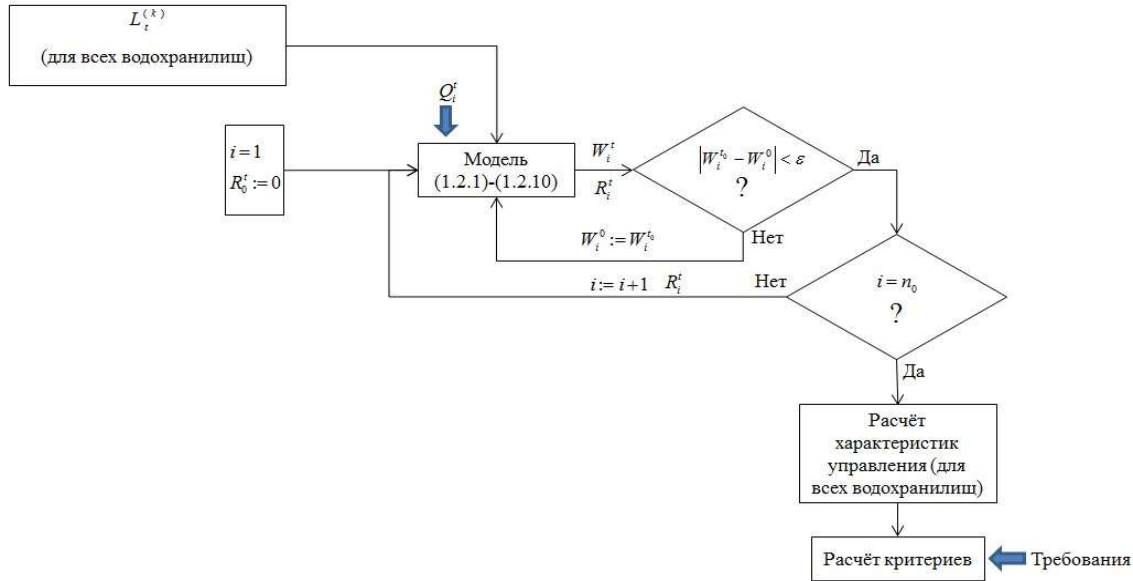 L_t^{(k)}
(для всех водохранилищ)
Q_i^t
i=1
R_0^t:=0
Модель
(1.2.1)-(1.2.10)
W_i^t
R_i^t
|W_i^{t_0} − W_i^0| < ε
?
Да
W_i^0:=W_i^{t_0}
Нет
i:=i+1 R_i^t
Нет
i=n_0
?
Да
Расчёт
характеристик
управления (для
всех водохранилищ)
Расчёт критериев
Требования